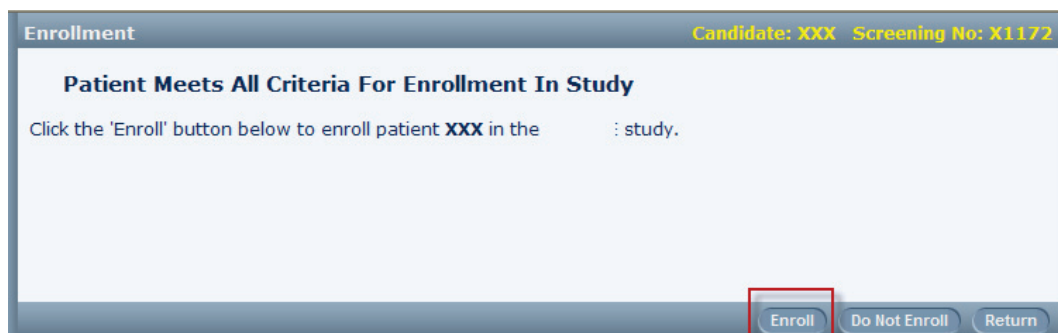 Enrollment Candidate: XXX Screening No: X1172
Patient Meets All Criteria For Enrollment In Study
Click the 'Enroll' button below to enroll patient XXX in the : study.
Enroll Do Not Enroll Return